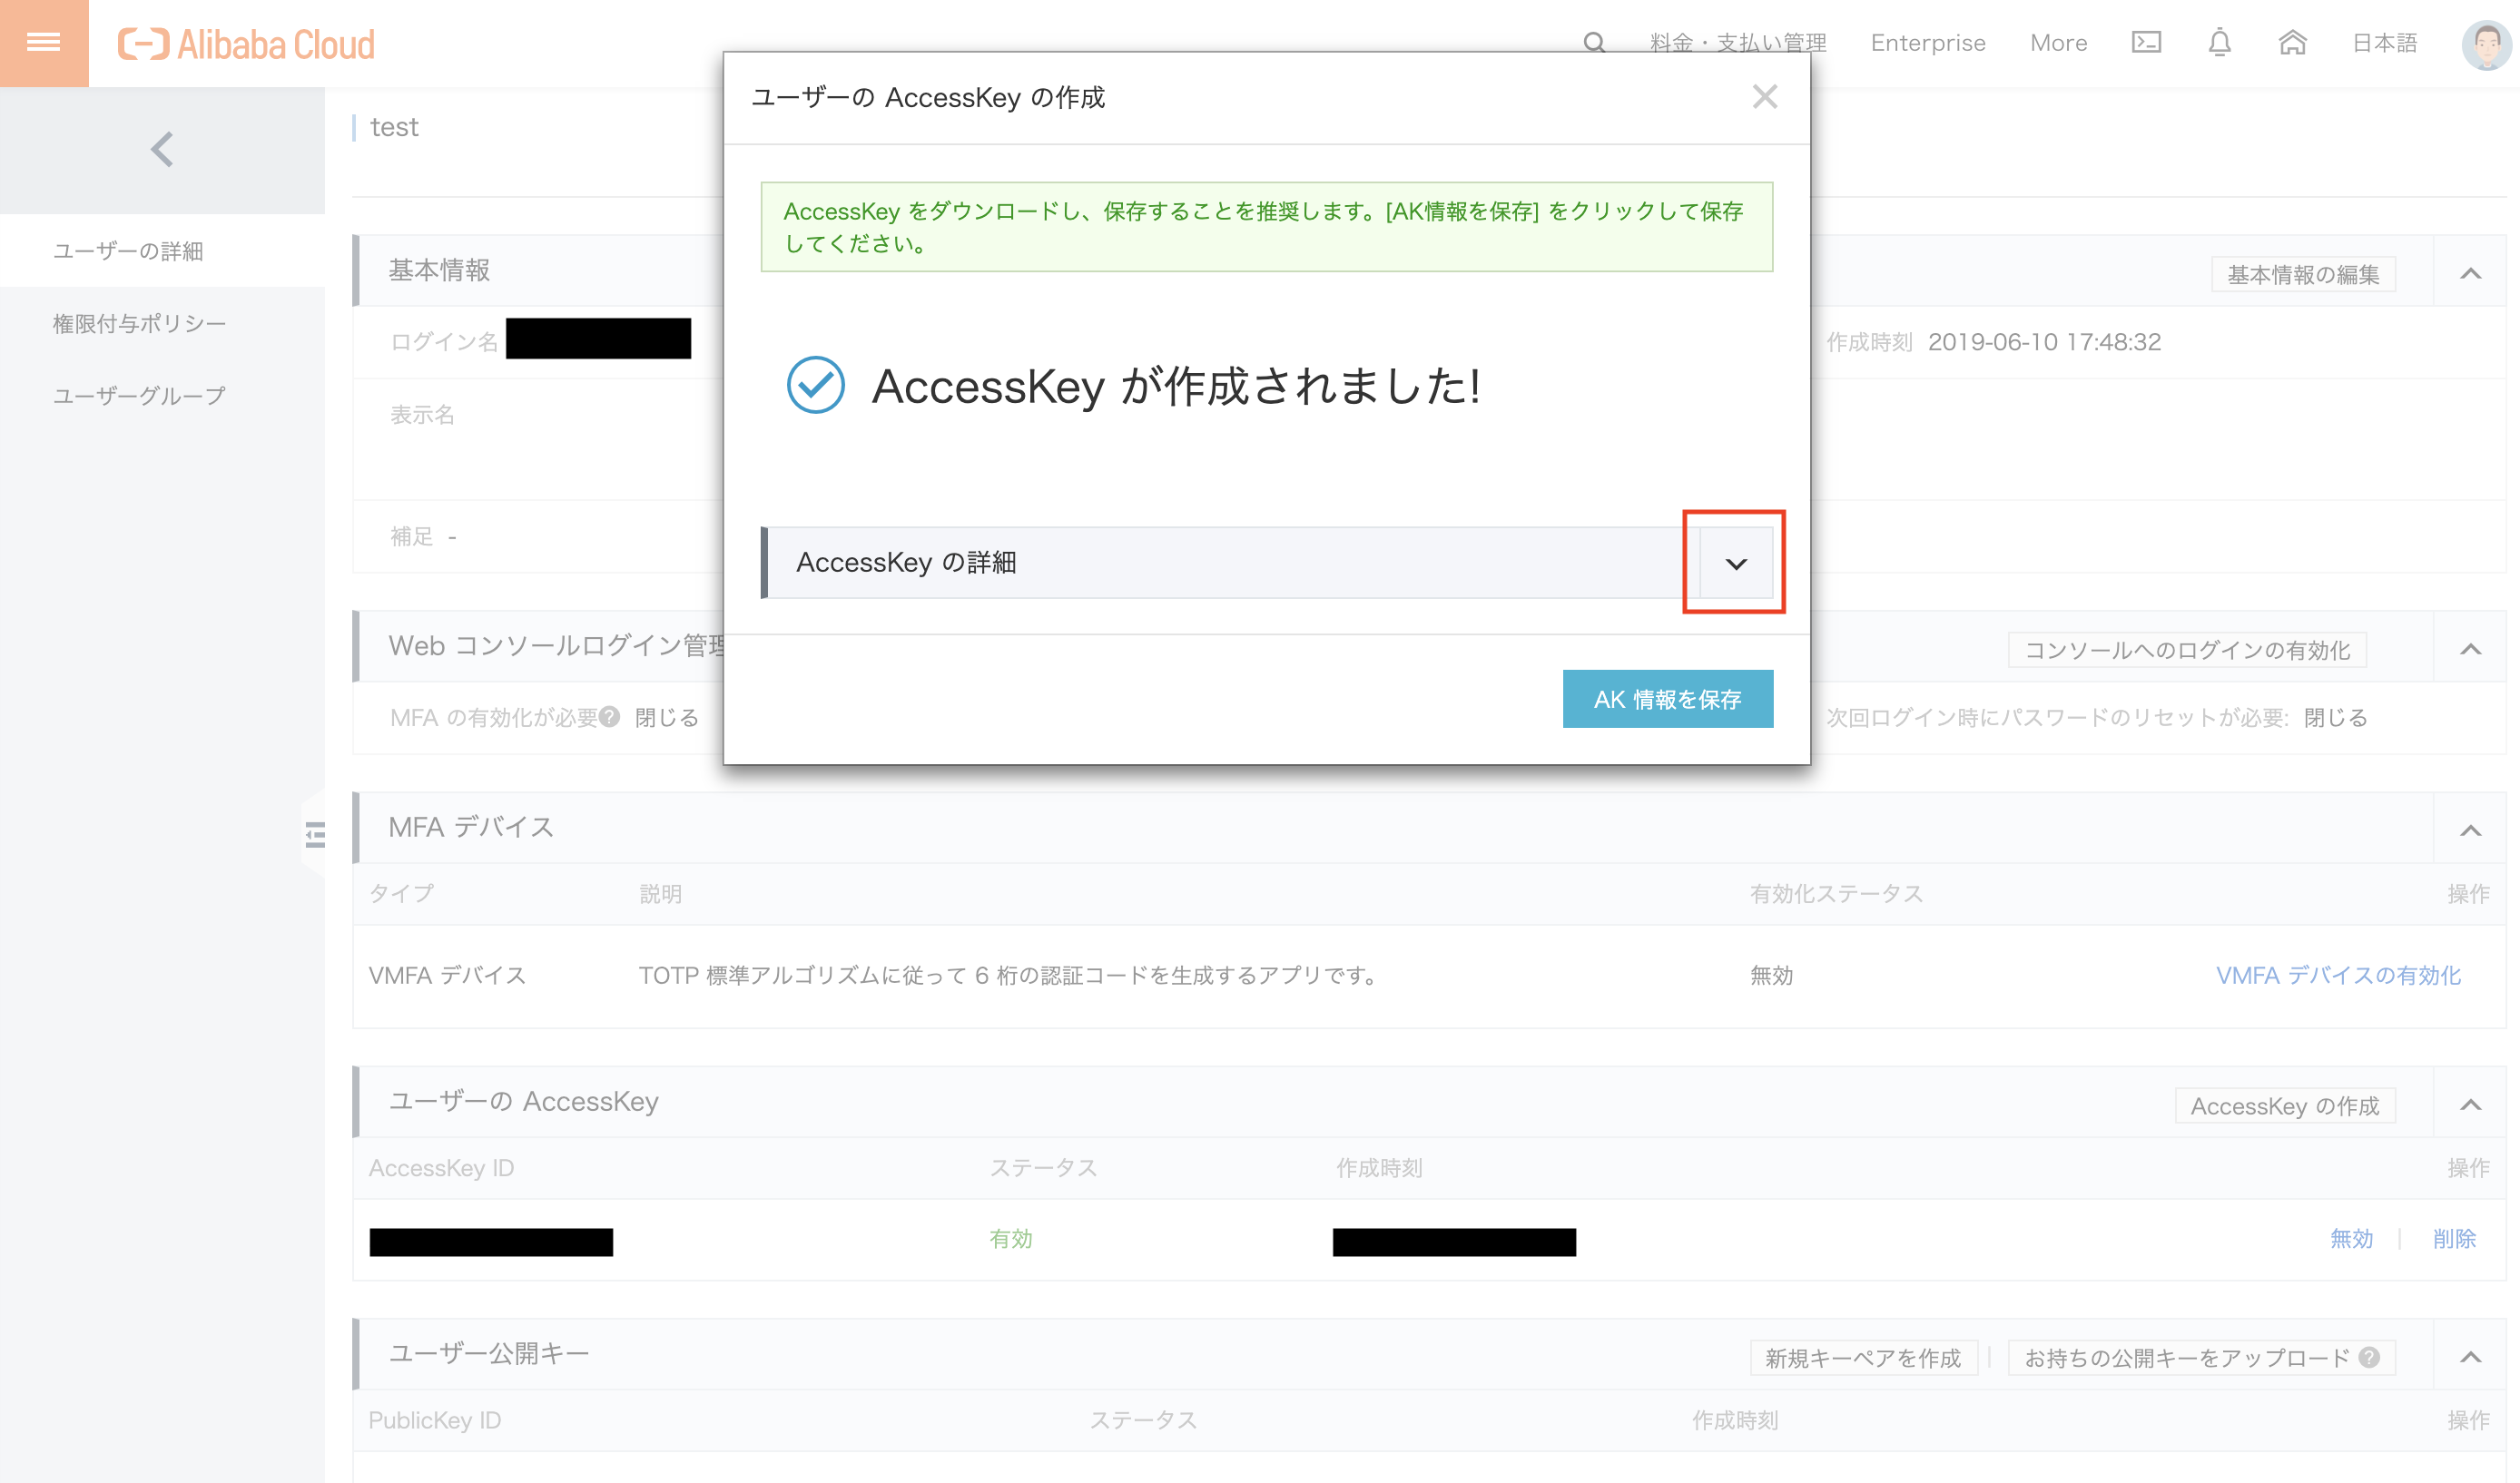 Alibaba Cloud
料金・支払い管理
Enterprise
More
日本語
test
ユーザーの詳細
権限付与ポリシー
ユーザーグループ
ユーザーの AccessKey の作成
AccessKey をダウンロードし、保存することを推奨します。[AK情報を保存] をクリックして保存
してください。
AccessKey が作成されました!
AccessKey の詳細
AK 情報を保存
基本情報
基本情報の編集
ログイン名
作成時刻 2019-06-10 17:48:32
表示名
補足 -
Web コンソールログイン管理
コンソールへのログインの有効化
MFA の有効化が必要 閉じる
次回ログイン時にパスワードのリセットが必要: 閉じる
MFA デバイス
タイプ 説明 有効化ステータス 操作
VMFA デバイス TOTP 標準アルゴリズムに従って 6 桁の認証コードを生成するアプリです。 無効 VMFA デバイスの有効化
ユーザーの AccessKey
AccessKey の作成
AccessKey ID ステータス 作成時刻 操作
有効 無効 | 削除
ユーザー公開キー
新規キーペアを作成 | お持ちの公開キーをアップロード
PublicKey ID ステータス 作成時刻 操作